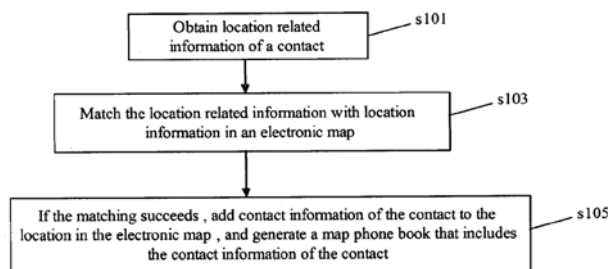 Obtain location related
information of a contact
s101
Match the location related information with location
information in an electronic map
s103
If the matching succeeds , add contact information of the contact to the
location in the electronic map , and generate a map phone book that includes
the contact information of the contact
s105